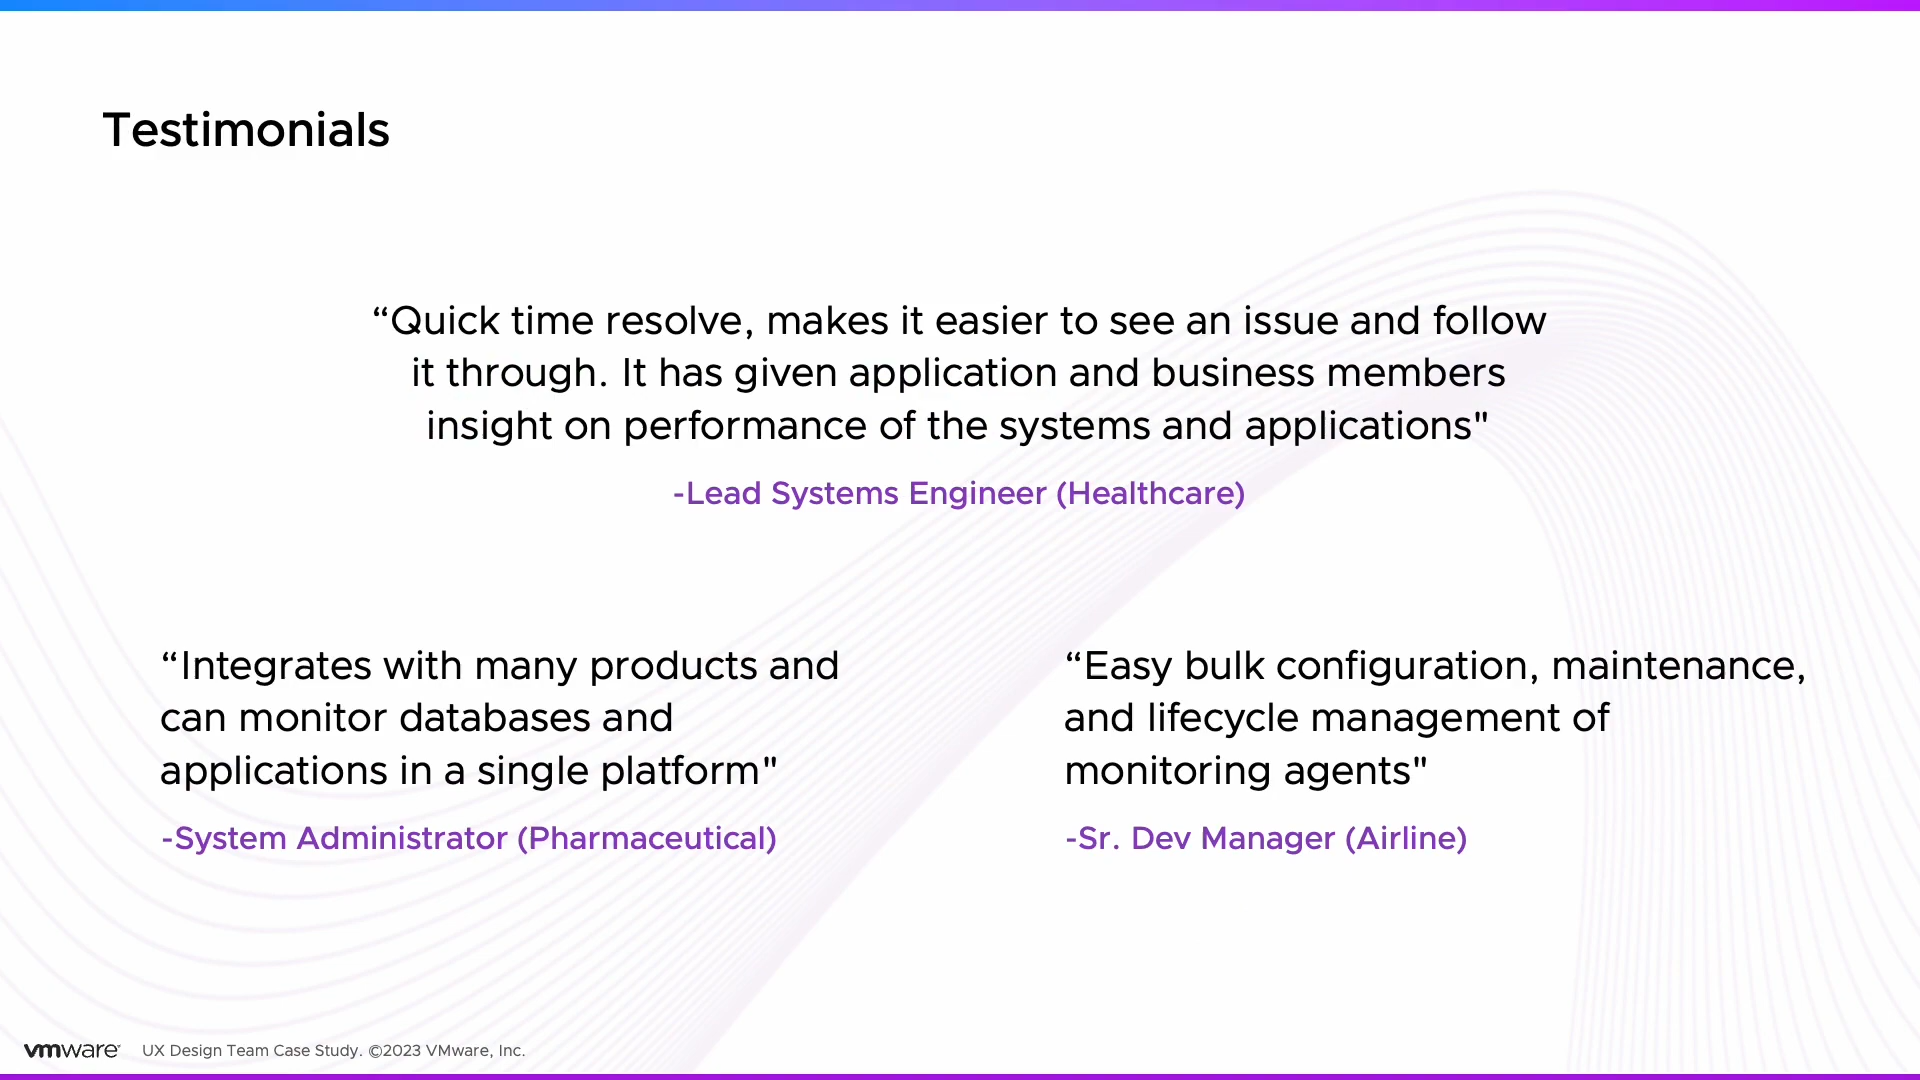 Testimonials
“Quick time resolve, makes it easier to see an issue and follow
it through. It has given application and business members
insight on performance of the systems and applications"
-Lead Systems Engineer (Healthcare)
“Integrates with many products and
can monitor databases and
applications in a single platform"
-System Administrator (Pharmaceutical)
“Easy bulk configuration, maintenance,
and lifecycle management of
monitoring agents"
-Sr. Dev Manager (Airline)
vmware UX Design Team Case Study. ©2023 VMware, Inc.